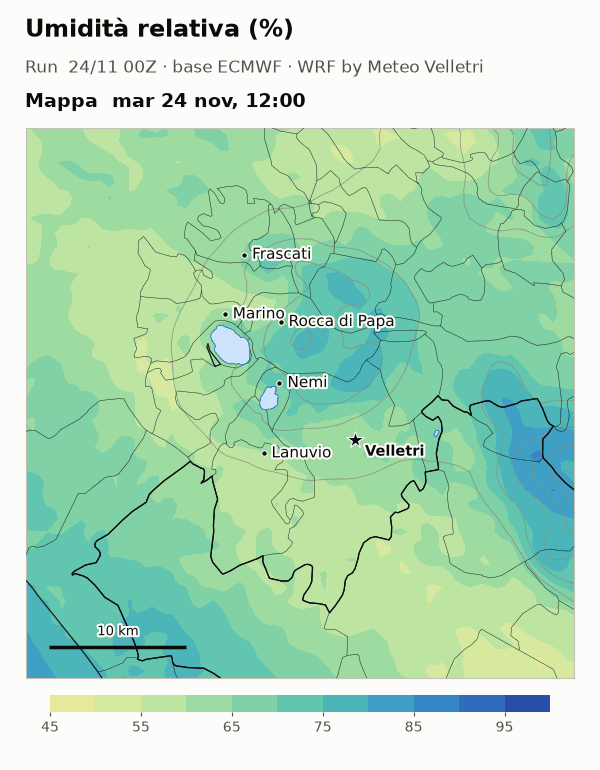 Umidità relativa (%)
Run  24/11 00Z · base ECMWF · WRF by Meteo Velletri
Mappa  mar 24 nov, 12:00
Frascati
Marino
Rocca di Papa
Nemi
Velletri
Lanuvio
10 km
45 55 65 75 85 95